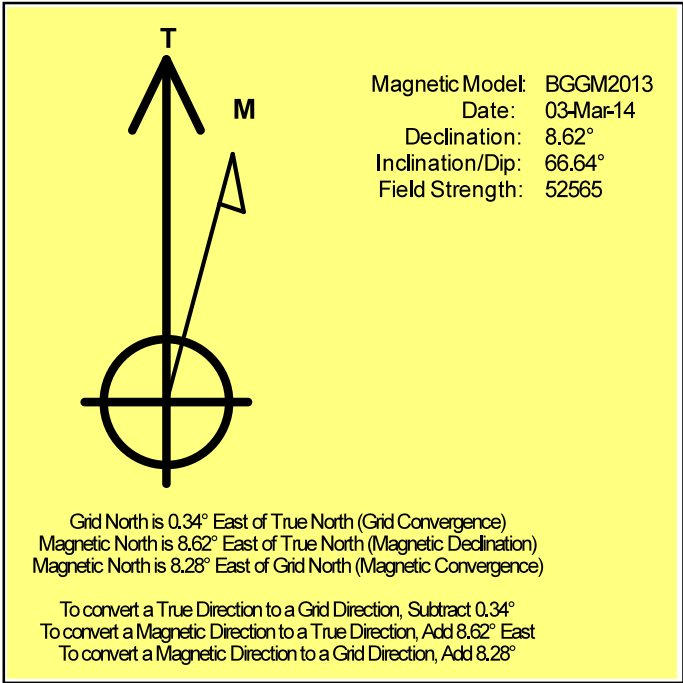 T
M
Magnetic Model: BGGM2013
Date: 03-Mar-14
Declination: 8.62°
Inclination/Dip: 66.64°
Field Strength: 52565
Grid North is 0.34° East of True North (Grid Convergence)
Magnetic North is 8.62° East of True North (Magnetic Declination)
Magnetic North is 8.28° East of Grid North (Magnetic Convergence)
To convert a True Direction to a Grid Direction, Subtract 0.34°
To convert a Magnetic Direction to a True Direction, Add 8.62° East
To convert a Magnetic Direction to a Grid Direction, Add 8.28°